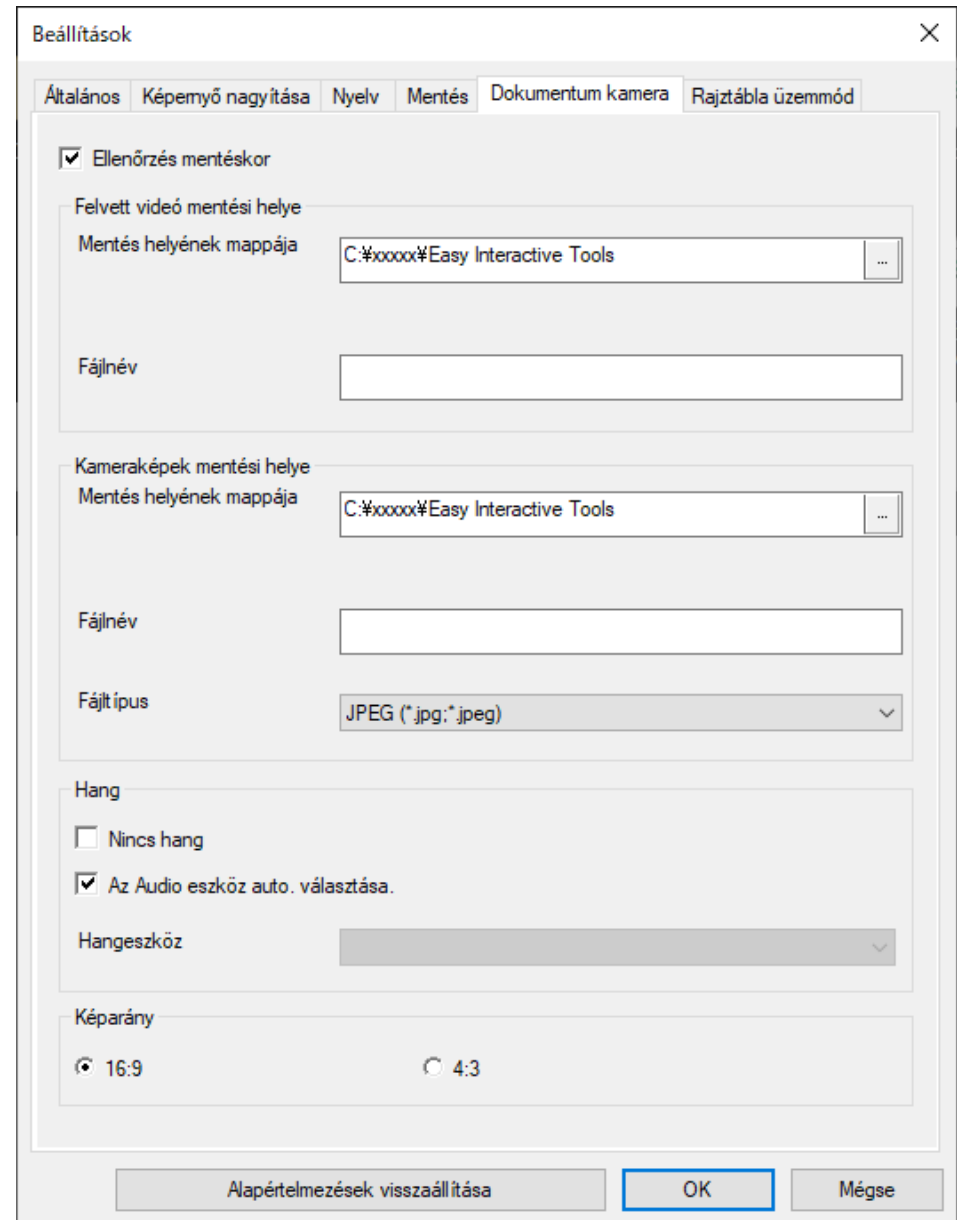 Beállítások
Általános Képernyő nagyítása Nyelv Mentés Dokumentum kamera Rajztábla üzemmód
Ellenőrzés mentéskor
Felvett videó mentési helye
Mentés helyének mappája C:¥xxxxx¥Easy Interactive Tools ...
Fájlnév
Kameraképek mentési helye
Mentés helyének mappája C:¥xxxxx¥Easy Interactive Tools ...
Fájlnév
Fájltípus JPEG (*.jpg;*.jpeg)
Hang
Nincs hang
Az Audio eszköz auto. választása.
Hangeszköz
Képarány
16:9 4:3
Alapértelmezések visszaállítása OK Mégse